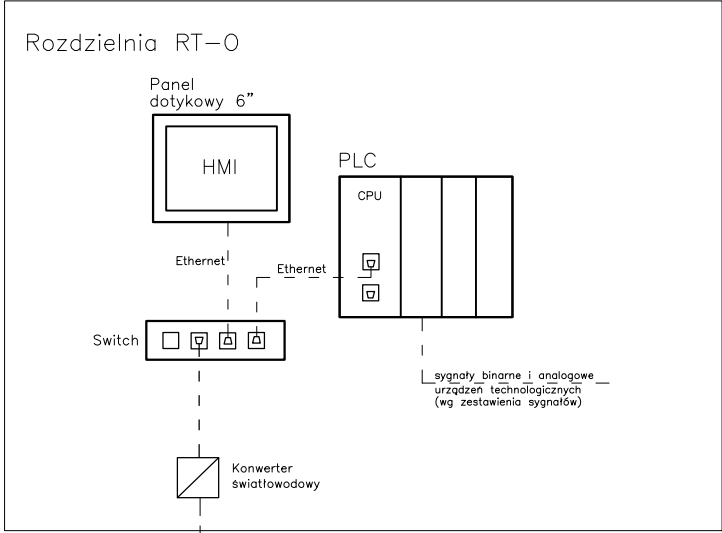 Rozdzielnia RT-0
Panel
dotykowy 6"
HMI
PLC
CPU
Ethernet
Ethernet
Switch
sygnały binarne i analogowe
urządzeń technologicznych
(wg zestawienia sygnałów)
Konwerter
światłowodowy